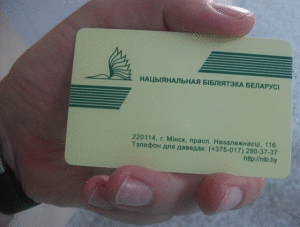 НАЦЫЯНАЛЬНАЯ БІБЛІЯТЭКА БЕЛАРУСІ
220114, г. Мінск, прасп. Незалежнасці, 116.
Тэлефон для даведак: (+375-017) 290-37-37
http://nlb.by